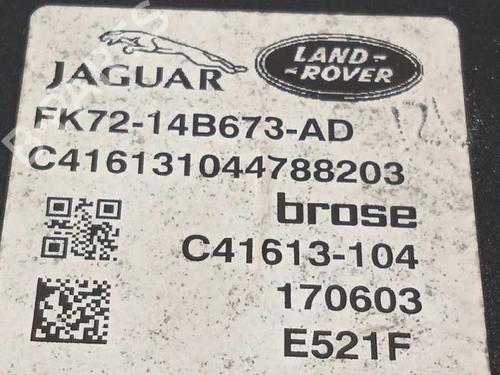 JAGUAR
LAND-
-ROVER
FK72-14B673-AD
C416131044788203
brose
C41613-104
170603
E521F